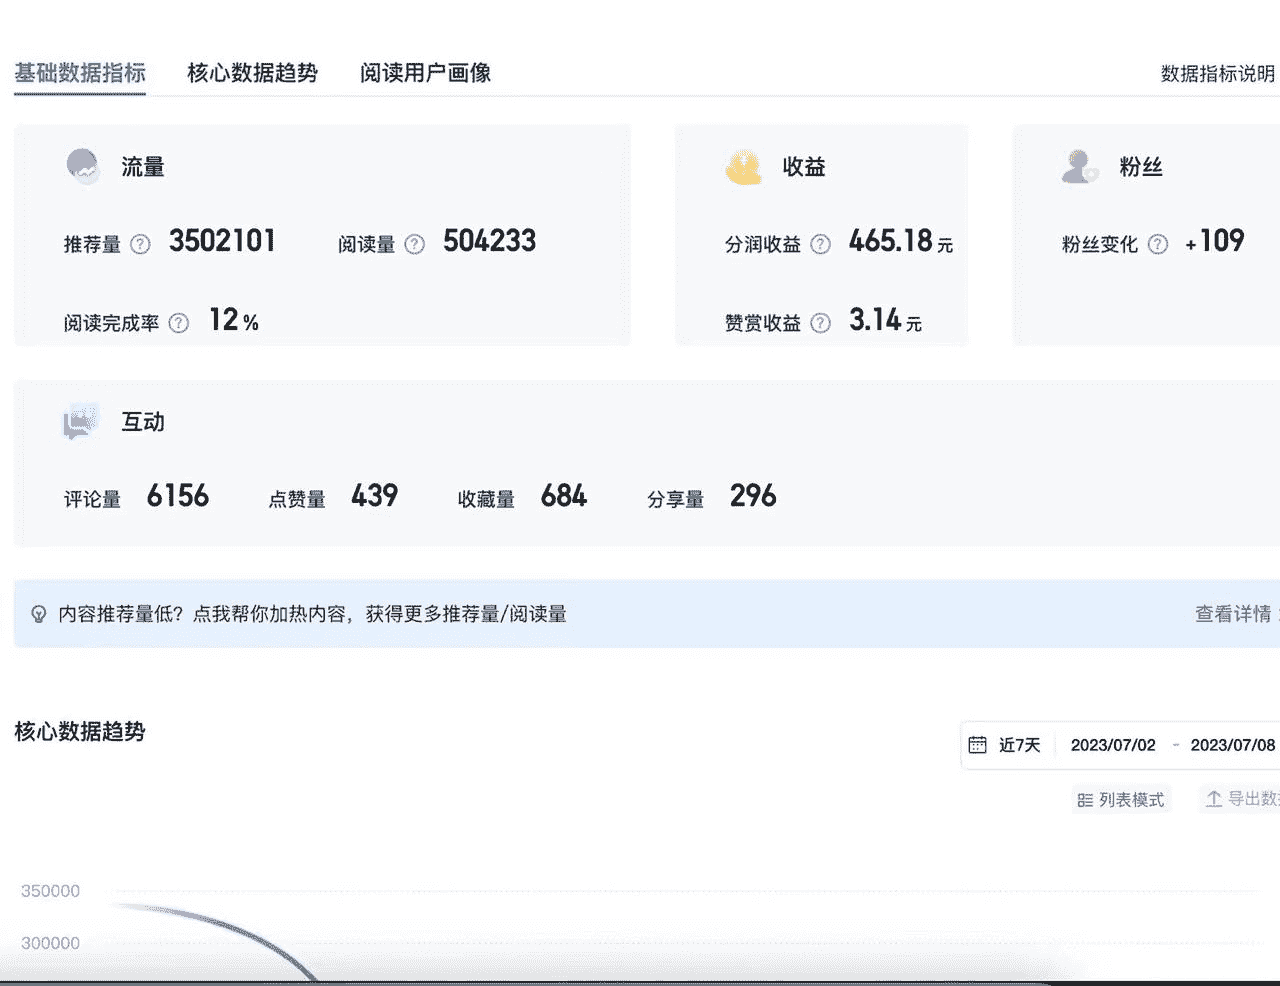 基础数据指标 核心数据趋势 阅读用户画像 数据指标说明
流量 收益 粉丝
推荐量 ? 3502101 阅读量 ? 504233 分润收益 ? 465.18 元 粉丝变化 ? +109
阅读完成率 ? 12 % 赞赏收益 ? 3.14 元
互动
评论量 6156 点赞量 439 收藏量 684 分享量 296
内容推荐量低？点我帮你加热内容，获得更多推荐量/阅读量 查看详情
核心数据趋势
近7天 2023/07/02 - 2023/07/08
列表模式 导出数
350000
300000